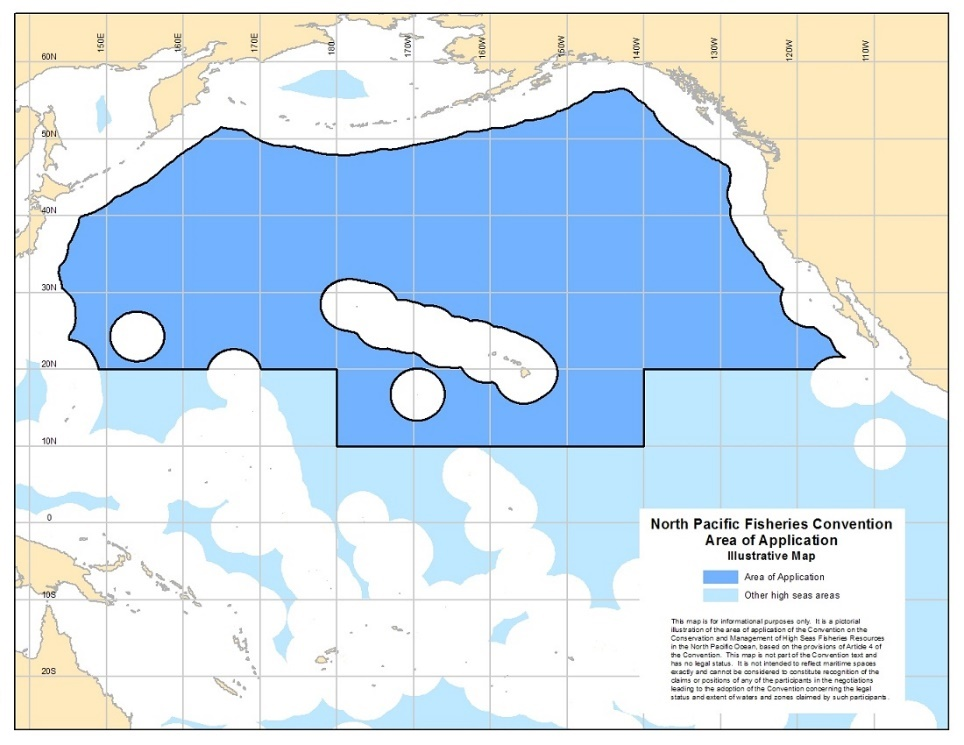 150E 160E 170E 180 170W 160W 150W 140W 130W 120W 110W
60N
50N
40N
30N
20N
10N
0
10S
20S
North Pacific Fisheries Convention
Area of Application
Illustrative Map
Area of Application
Other high seas areas
This map is for informational purposes only. It is a pictorial
illustration of the area of application of the Convention on the
Conservation and Management of High Seas Fisheries Resources
in the North Pacific Ocean, based on the provisions of Article 4 of
the Convention. This map is not part of the Convention text and
has no legal status. It is not intended to reflect maritime spaces
exactly and cannot be considered to constitute recognition of the
claims or positions of any of the participants in the negotiations
leading to the adoption of the Convention concerning the legal
status and extent of waters and zones claimed by such participants.